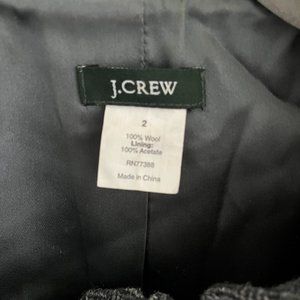 J.CREW
2
100% Wool
Lining:
100% Acetate
RN77388
Made in China